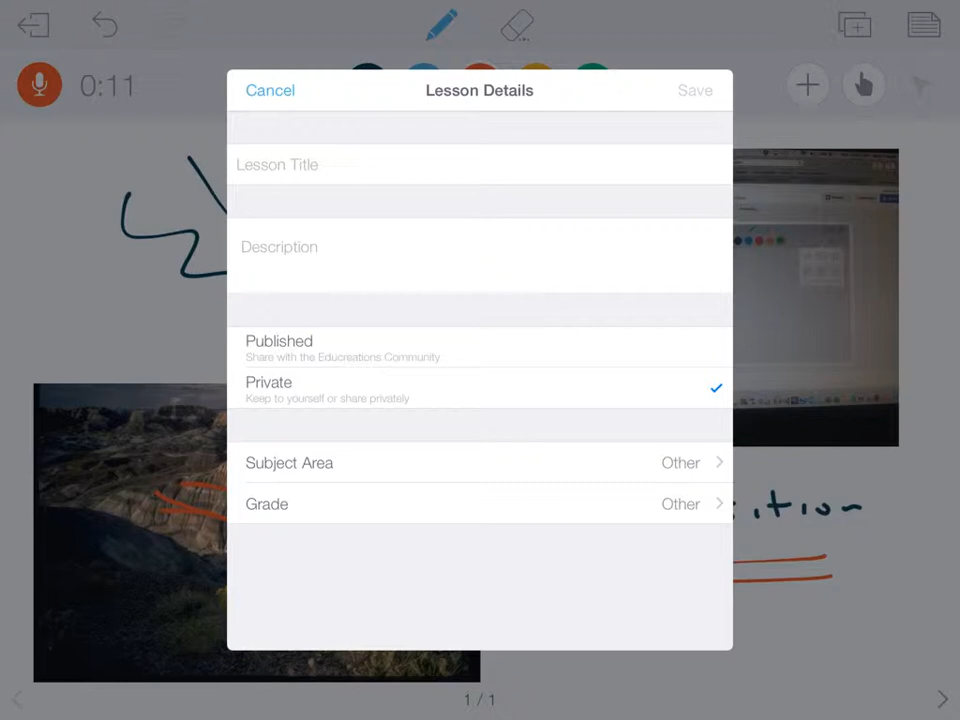 0:11
Cancel Lesson Details Save
Lesson Title
Description
Published
Share with the Educreations Community
Private
Keep to yourself or share privately
Subject Area Other
Grade Other
ition
1 / 1